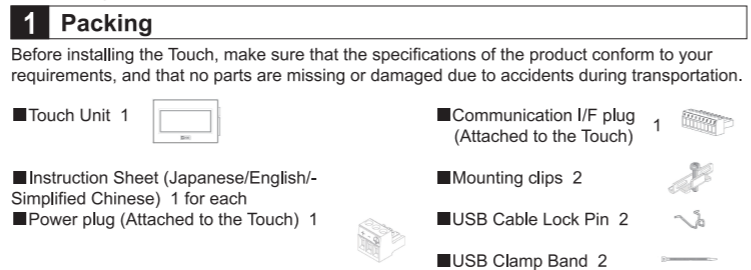 1 Packing
Before installing the Touch, make sure that the specifications of the product conform to your
requirements, and that no parts are missing or damaged due to accidents during transportation.
■Touch Unit 1
■Instruction Sheet (Japanese/English/-
Simplified Chinese) 1 for each
■Power plug (Attached to the Touch) 1
■Communication I/F plug 1
(Attached to the Touch)
■Mounting clips 2
■USB Cable Lock Pin 2
■USB Clamp Band 2